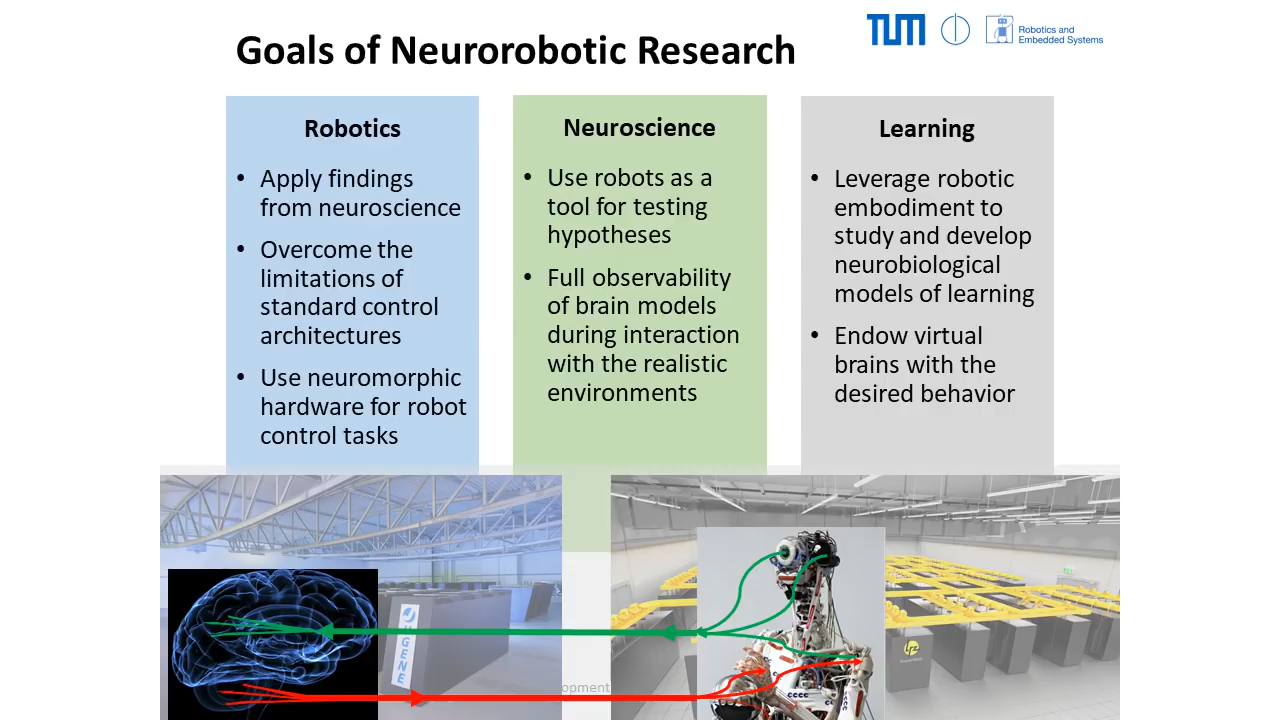 Goals of Neurorobotic Research
TUM
Robotics and
Embedded Systems
Robotics
• Apply findings
from neuroscience
• Overcome the
limitations of
standard control
architectures
• Use neuromorphic
hardware for robot
control tasks
Neuroscience
• Use robots as a
tool for testing
hypotheses
• Full observability
of brain models
during interaction
with the realistic
environments
Learning
• Leverage robotic
embodiment to
study and develop
neurobiological
models of learning
• Endow virtual
brains with the
desired behavior
JUGENE
opment